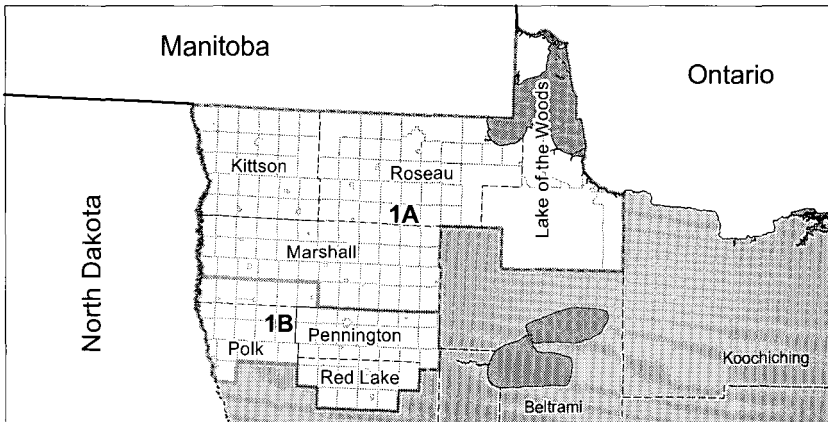 Manitoba
Ontario
North Dakota
Lake of the Woods
Kittson
Roseau
1A
Marshall
1B
Pennington
Polk
Red Lake
Koochiching
Beltrami